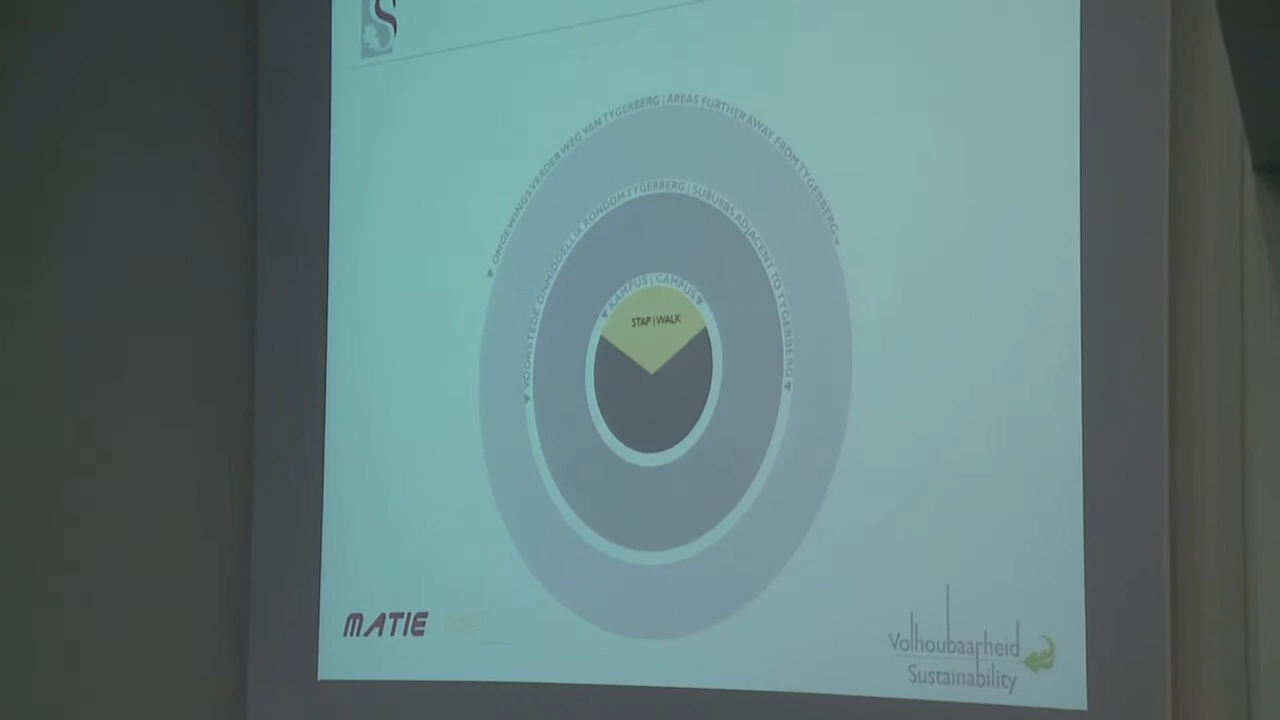 S
OMGEWINGS VERDER WEG VAN TYGERBERG | AREAS FURTHER AWAY FROM TYGERBERG
VOORSTEDE ONMIDDELLIK RONDOM TYGERBERG | SUBURBS ADJACENT TO TYGERBERG
KAMPUS | CAMPUS
STAP | WALK
MATIE
Volhoubaarheid
Sustainability